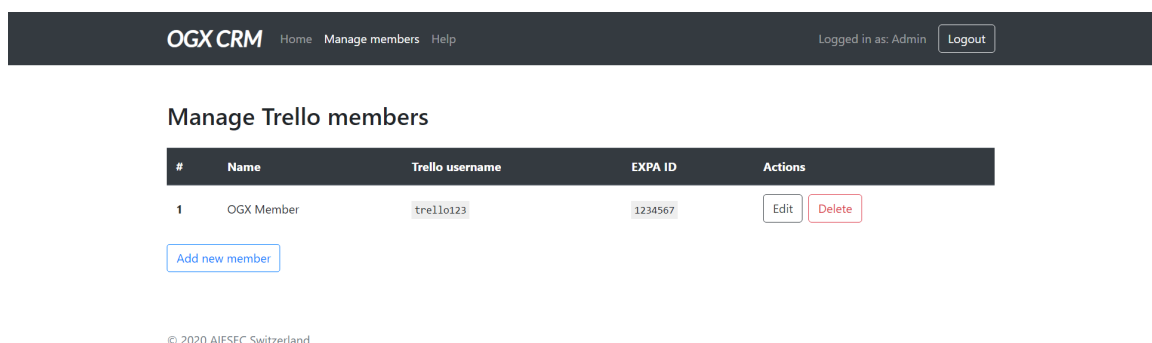 OGX CRM Home Manage members Help Logged in as: Admin Logout
Manage Trello members
# Name Trello username EXPA ID Actions
1 OGX Member trello123 1234567 Edit Delete
Add new member
© 2020 AIESEC Switzerland